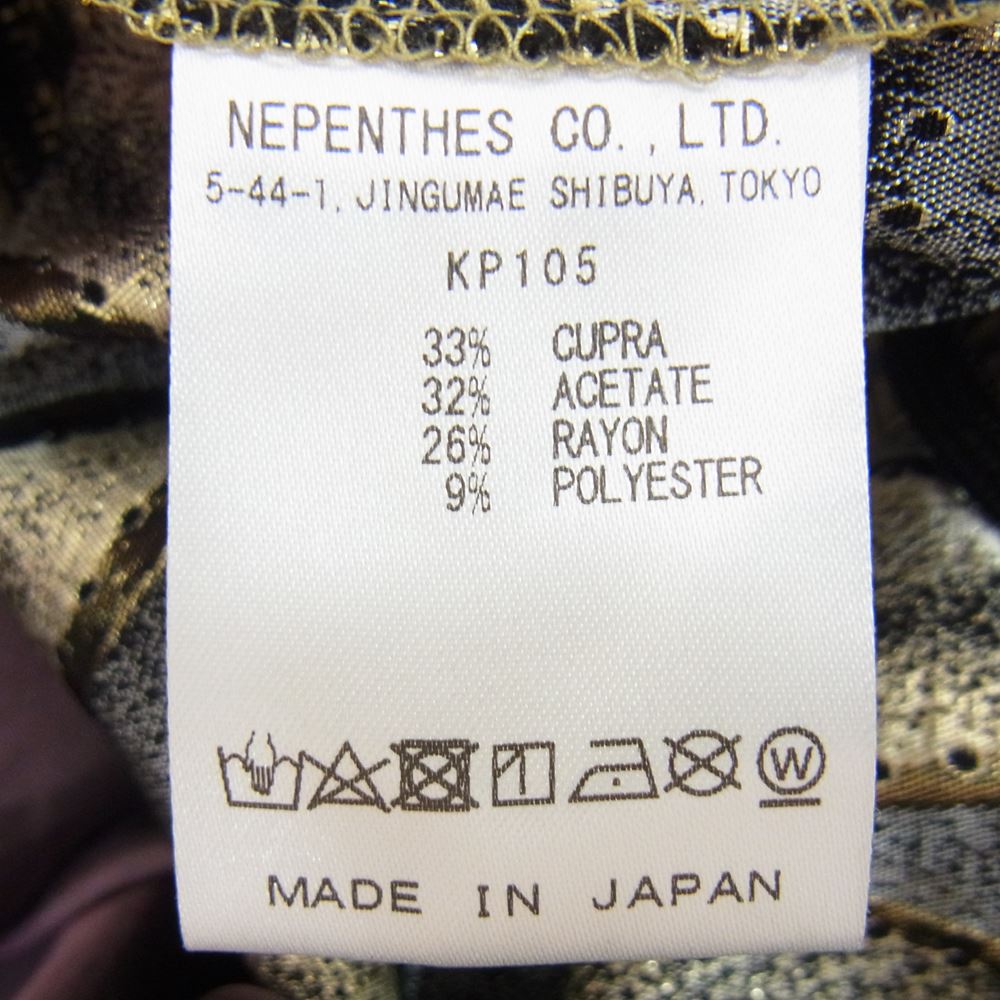 NEPENTHES CO., LTD.
5-44-1, JINGUMAE SHIBUYA, TOKYO
KP105
33% CUPRA
32% ACETATE
26% RAYON
9% POLYESTER
W
MADE IN JAPAN